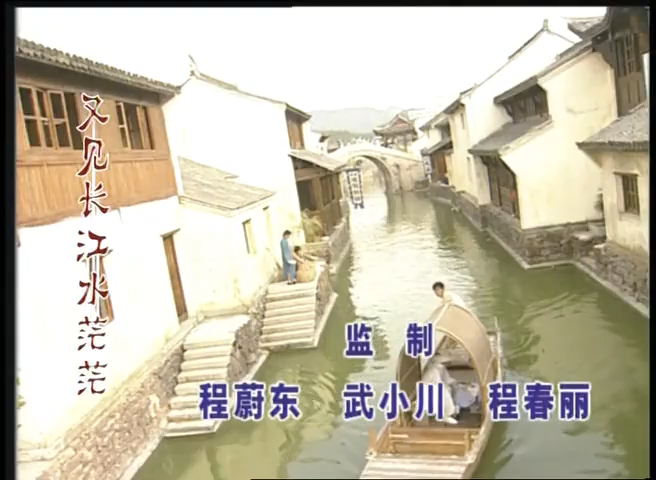 又见长江水茫茫
监 制
程蔚东 武小川 程春丽